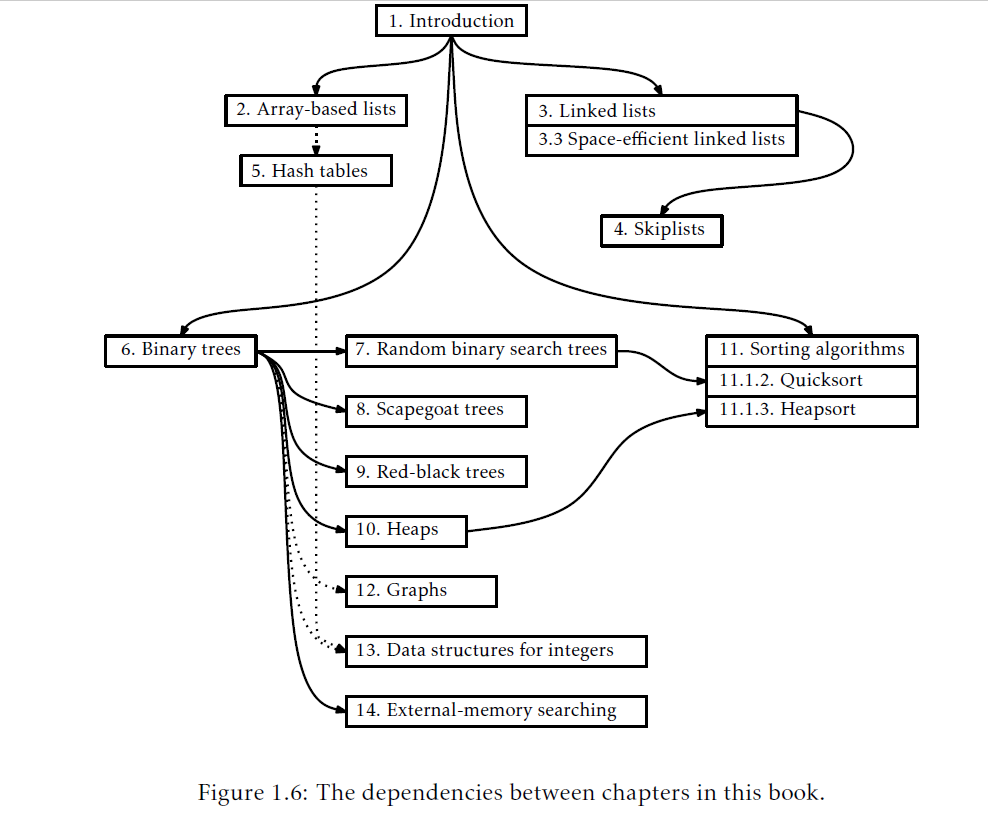 1. Introduction
2. Array-based lists
3. Linked lists
3.3 Space-efficient linked lists
5. Hash tables
4. Skiplists
6. Binary trees
7. Random binary search trees
11. Sorting algorithms
11.1.2. Quicksort
8. Scapegoat trees
11.1.3. Heapsort
9. Red-black trees
10. Heaps
12. Graphs
13. Data structures for integers
14. External-memory searching
Figure 1.6: The dependencies between chapters in this book.